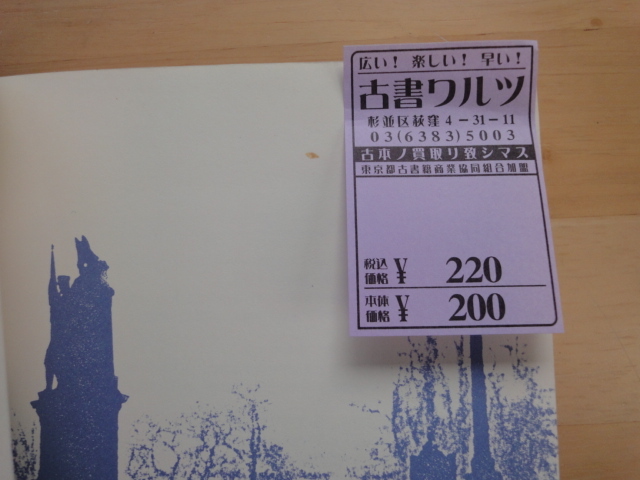 広い! 楽しい! 早い!
古書ワルツ
杉並区荻窪4-31-11
03(6383)5003
古本ノ買取り致シマス
東京都古書籍商業協同組合加盟
税込価格 ¥ 220
本体価格 ¥ 200